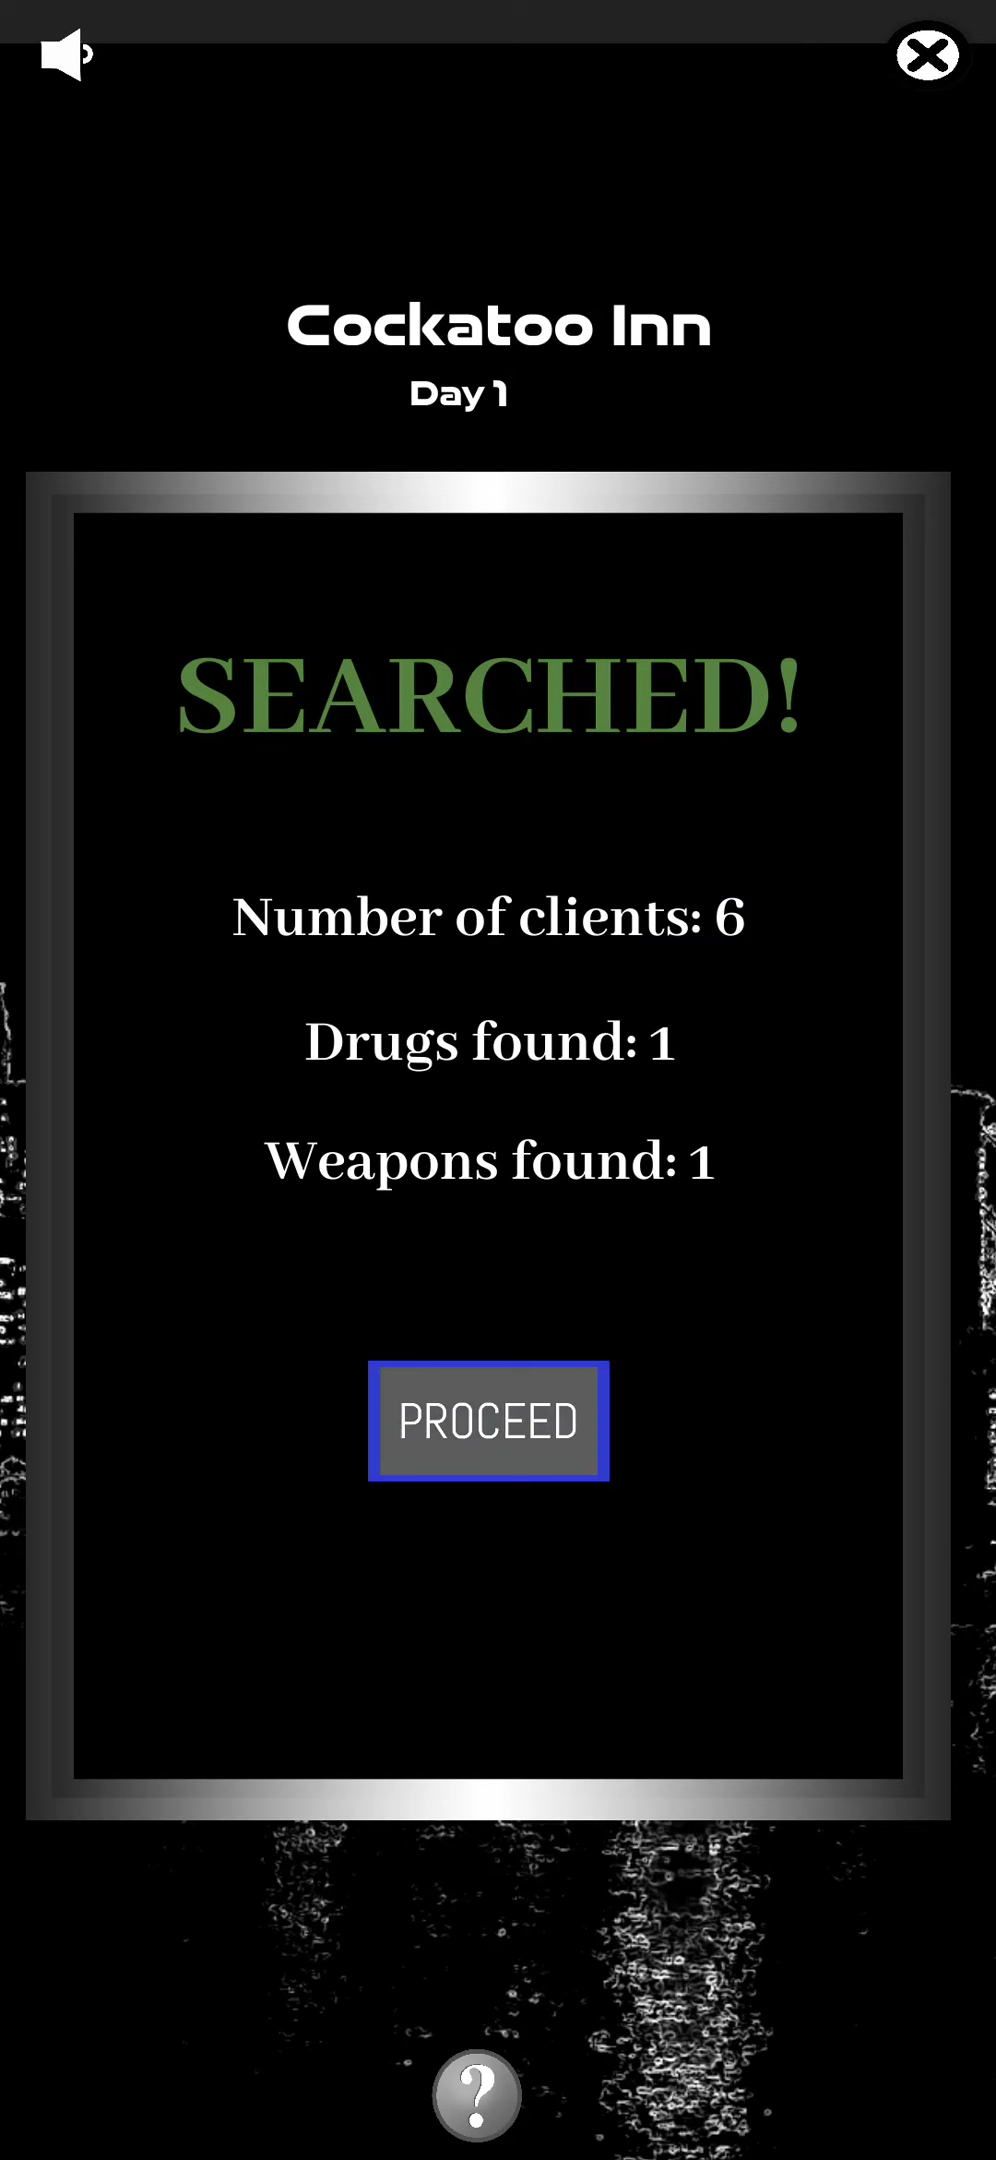 Cockatoo Inn
Day 1
SEARCHED!
Number of clients: 6
Drugs found: 1
Weapons found: 1
PROCEED
?